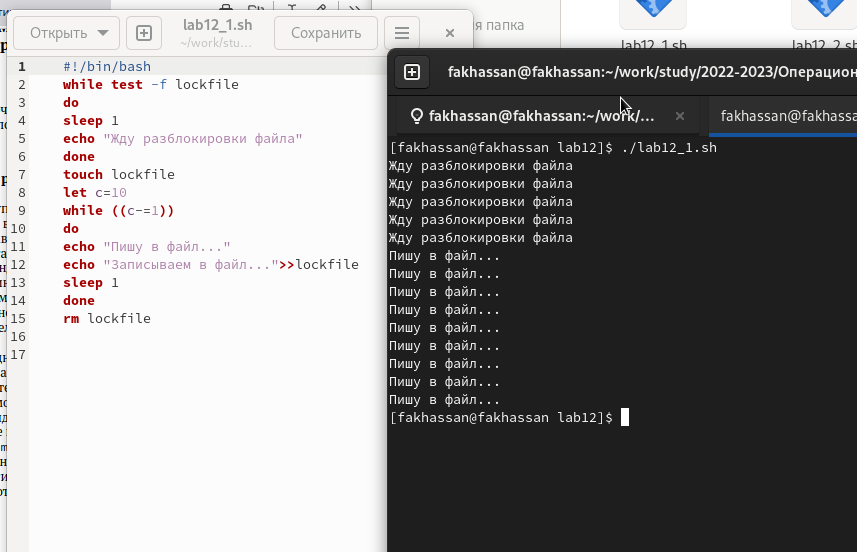 Открыть
lab12_1.sh
~/work/stu...
Сохранить
папка
lab12_1.sh
lab12_2.sh
1 #!/bin/bash
2 while test -f lockfile
3 do
4 sleep 1
5 echo "Жду разблокировки файла"
6 done
7 touch lockfile
8 let c=10
9 while ((c-=1))
10 do
11 echo "Пишу в файл..."
12 echo "Записываем в файл...">>lockfile
13 sleep 1
14 done
15 rm lockfile
16
17
fakhassan@fakhassan:~/work/study/2022-2023/Операцион
fakhassan@fakhassan:~/work/...
fakhassan@fakhassa
[fakhassan@fakhassan lab12]$ ./lab12_1.sh
Жду разблокировки файла
Жду разблокировки файла
Жду разблокировки файла
Жду разблокировки файла
Жду разблокировки файла
Пишу в файл...
Пишу в файл...
Пишу в файл...
Пишу в файл...
Пишу в файл...
Пишу в файл...
Пишу в файл...
Пишу в файл...
Пишу в файл...
[fakhassan@fakhassan lab12]$